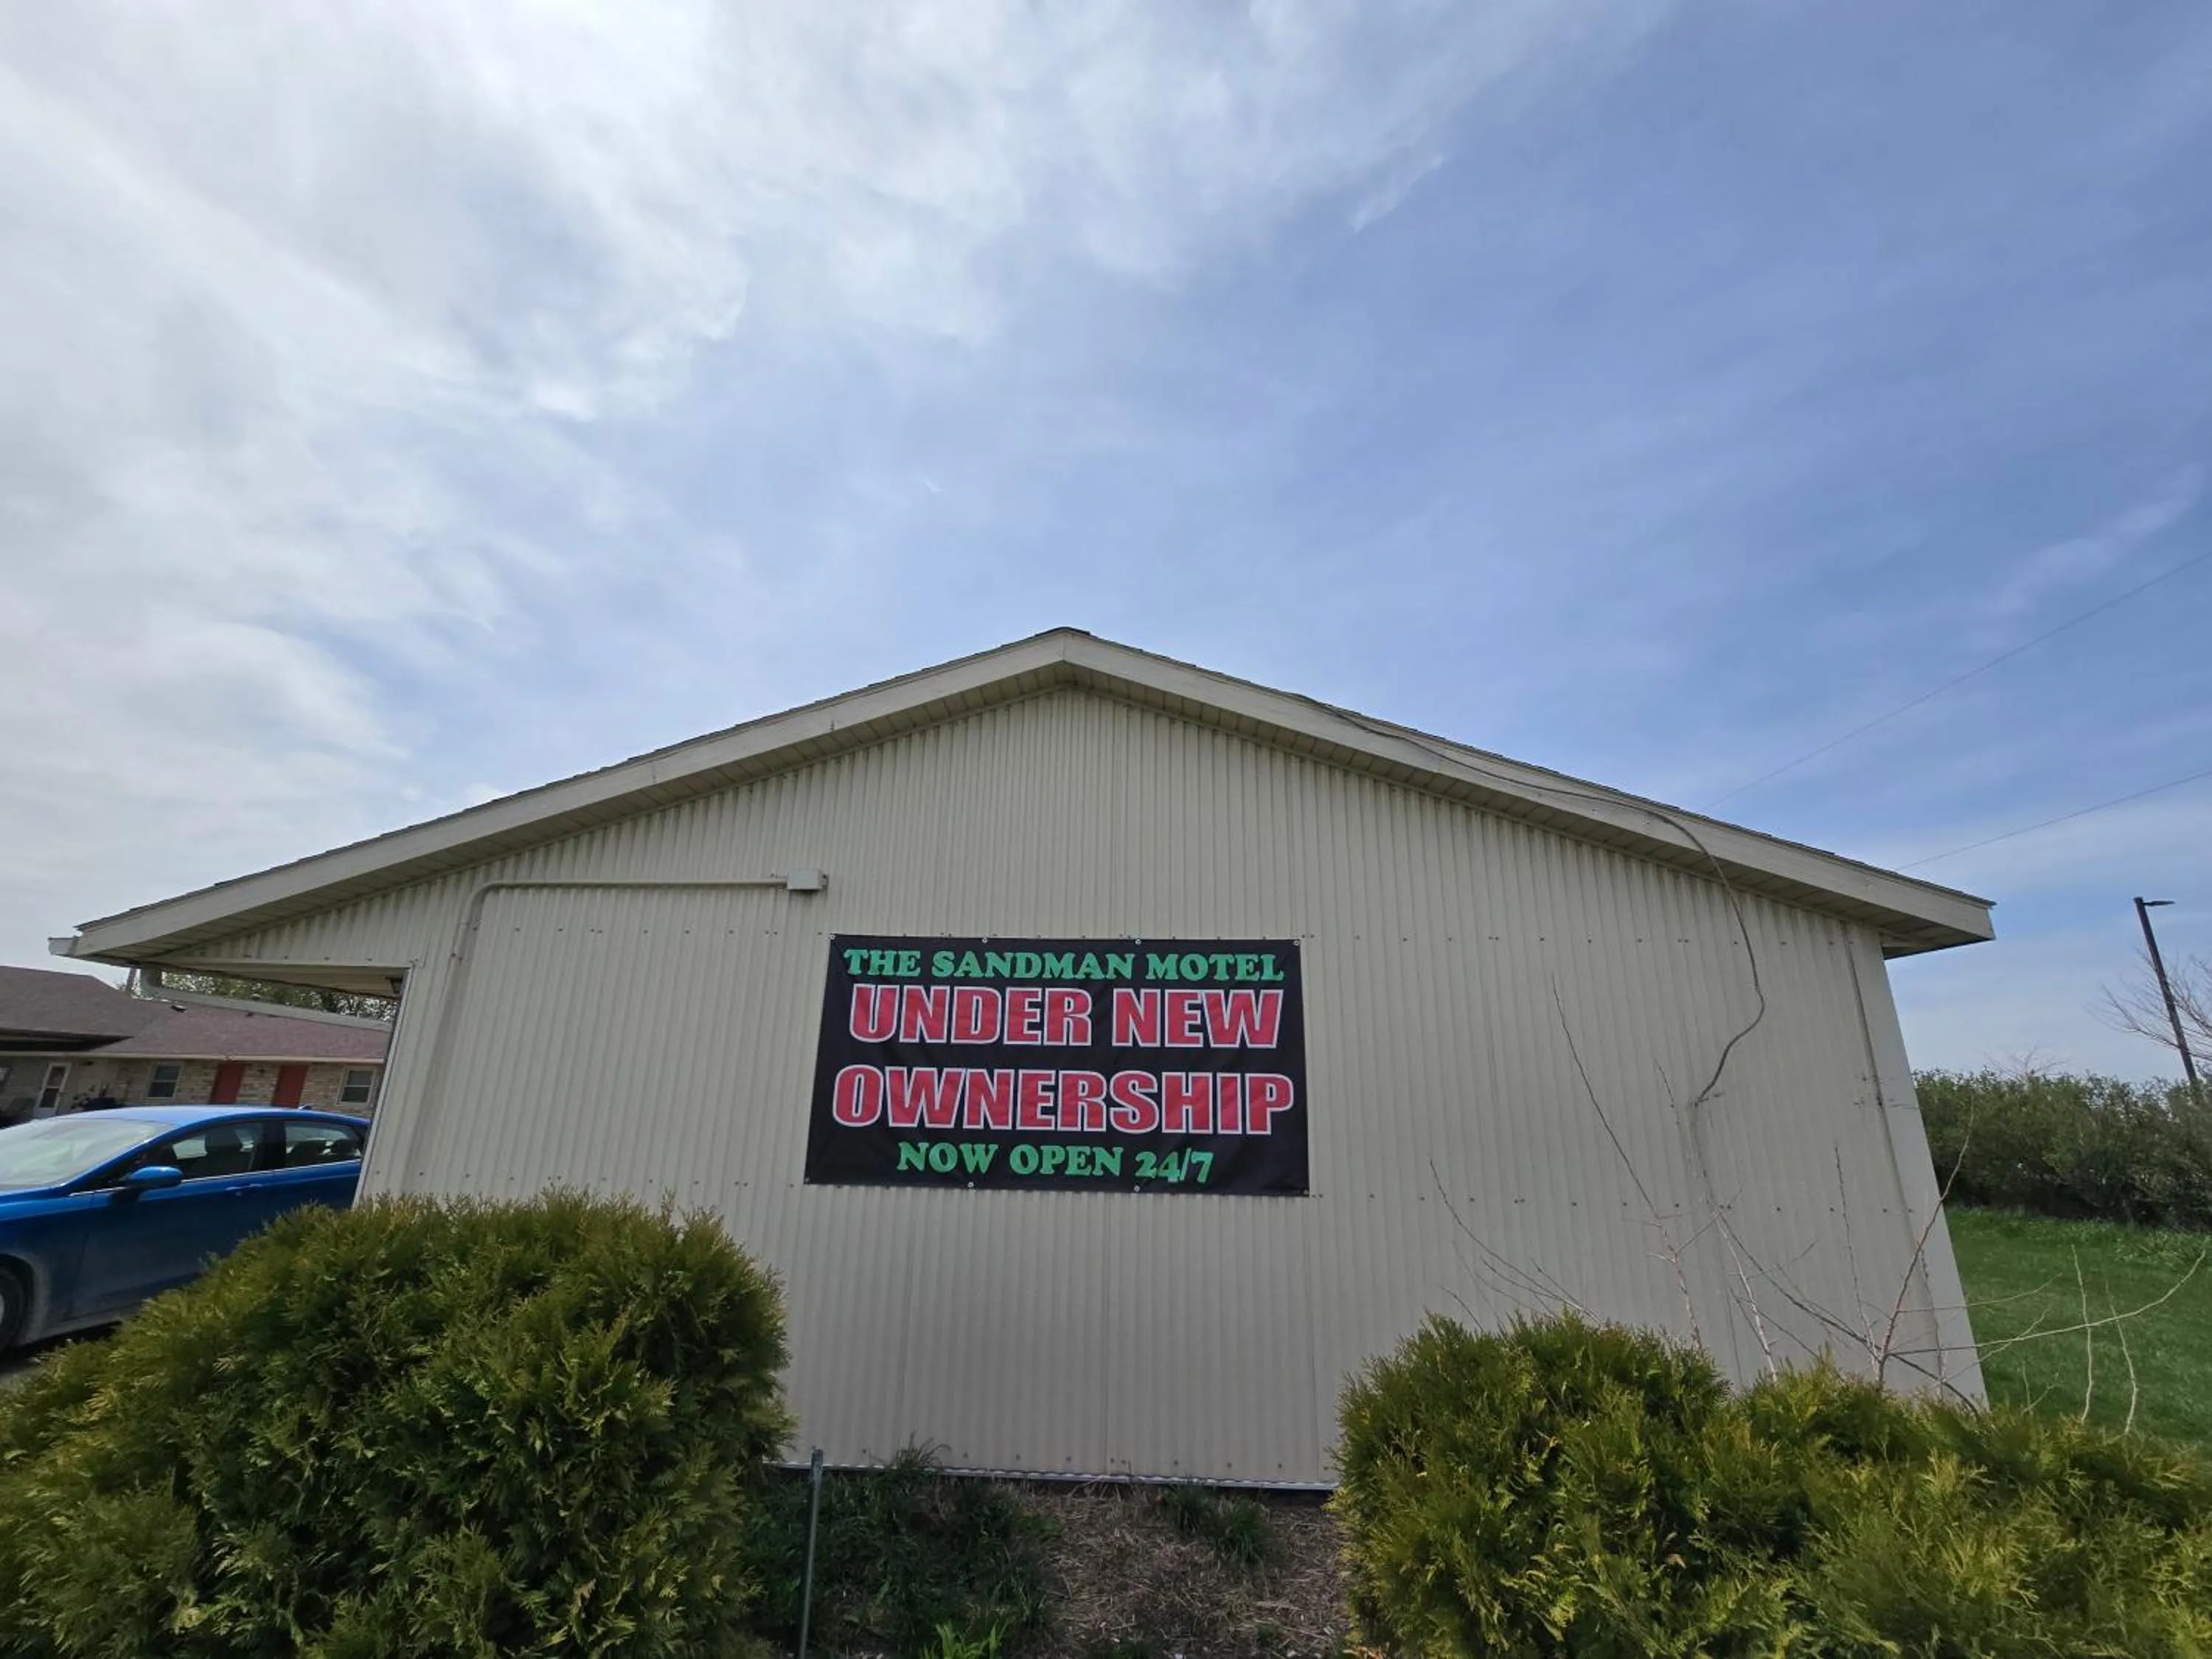 THE SANDMAN MOTEL
UNDER NEW
OWNERSHIP
NOW OPEN 24/7